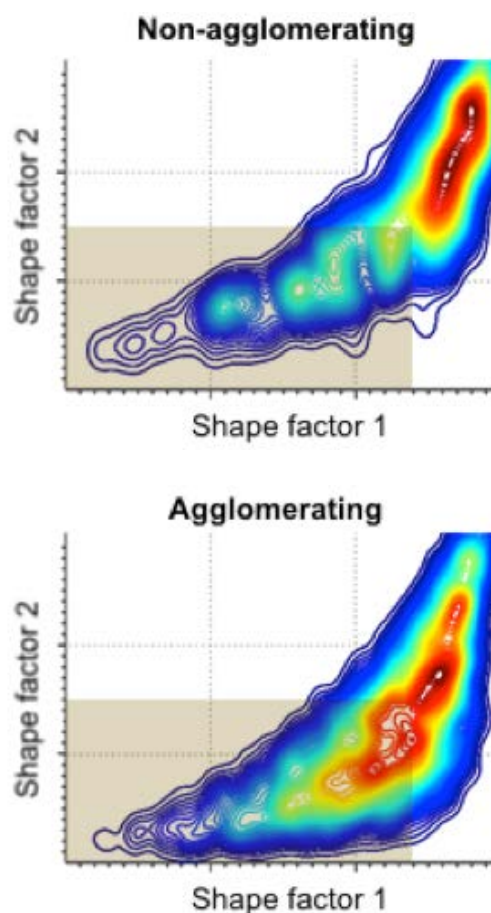 Non-agglomerating
Shape factor 2
Shape factor 1
Agglomerating
Shape factor 2
Shape factor 1